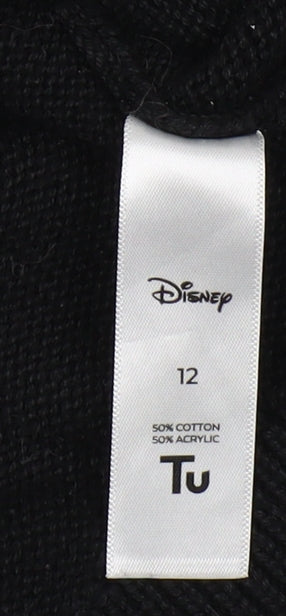 Disney
12
50% COTTON
50% ACRYLIC
Tu